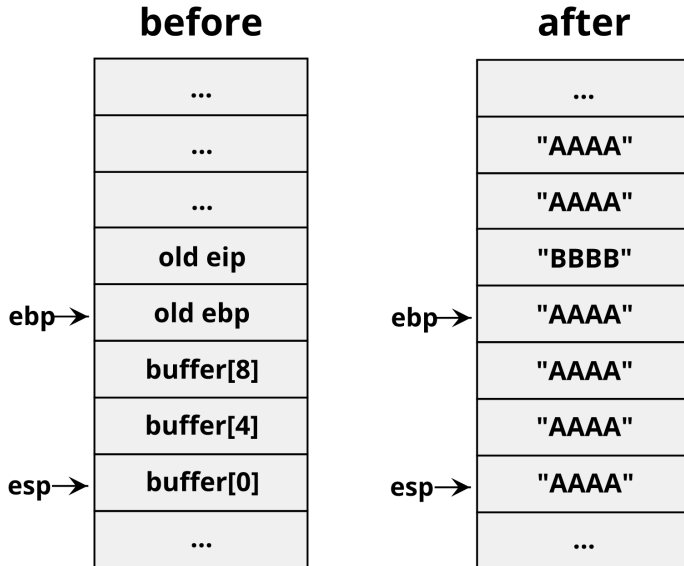 before
...
...
...
old eip
ebp
old ebp
buffer[8]
buffer[4]
esp
buffer[0]
...
after
...
"AAAA"
"AAAA"
"BBBB"
ebp
"AAAA"
"AAAA"
"AAAA"
esp
"AAAA"
...